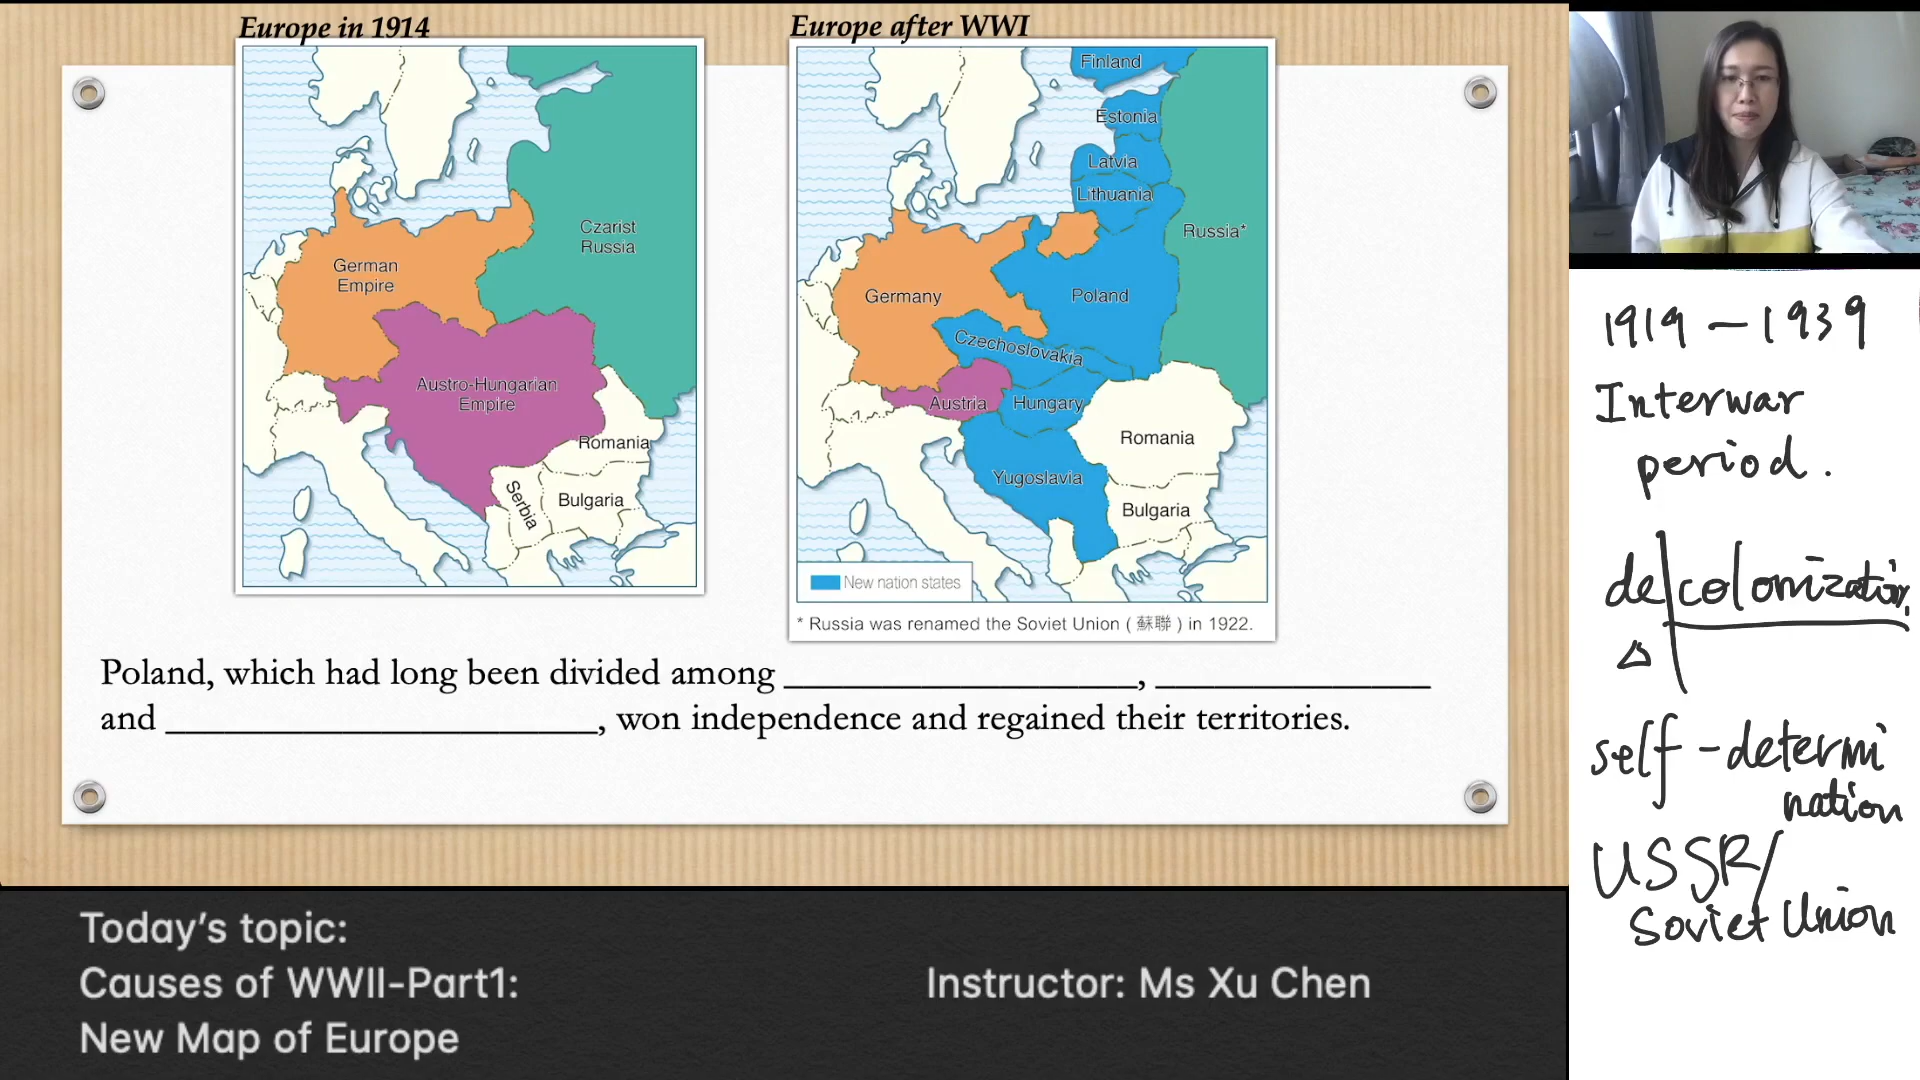 Europe in 1914
Czarist
Russia
German
Empire
Austro-Hungarian
Empire
Romania
Serbia
Bulgaria
Europe after WWI
Finland
Estonia
Latvia
Lithuania
Russia*
Germany
Poland
Czechoslovakia
Austria
Hungary
Romania
Yugoslavia
Bulgaria
New nation states
* Russia was renamed the Soviet Union ( 蘇聯 ) in 1922.
Poland, which had long been divided among __________________, ______________
and ______________________, won independence and regained their territories.
Today's topic:
Causes of WWII-Part1:
New Map of Europe
Instructor: Ms Xu Chen
1919 - 1939
Interwar
period.
de|colonization,
self-determi
nation
USSR/
Soviet Union